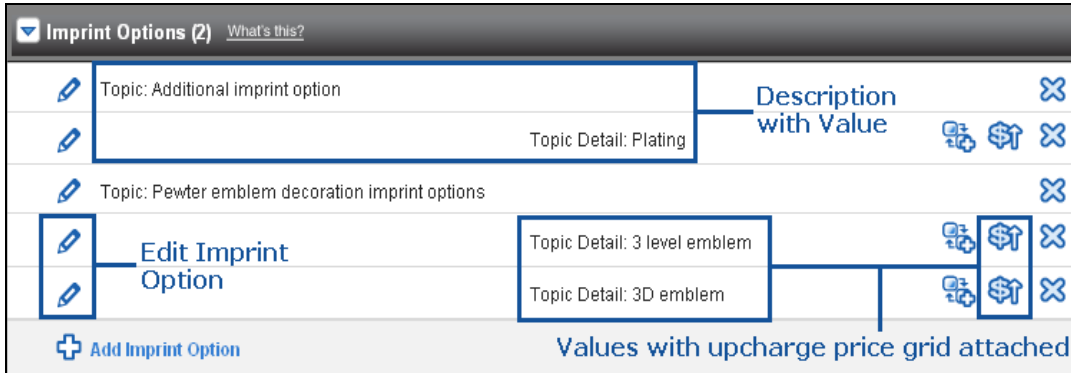 Imprint Options (2) What's this?
Topic: Additional imprint option
Description
with Value
Topic Detail: Plating
Topic: Pewter emblem decoration imprint options
Edit Imprint
Option
Topic Detail: 3 level emblem
Topic Detail: 3D emblem
Add Imprint Option
Values with upcharge price grid attached